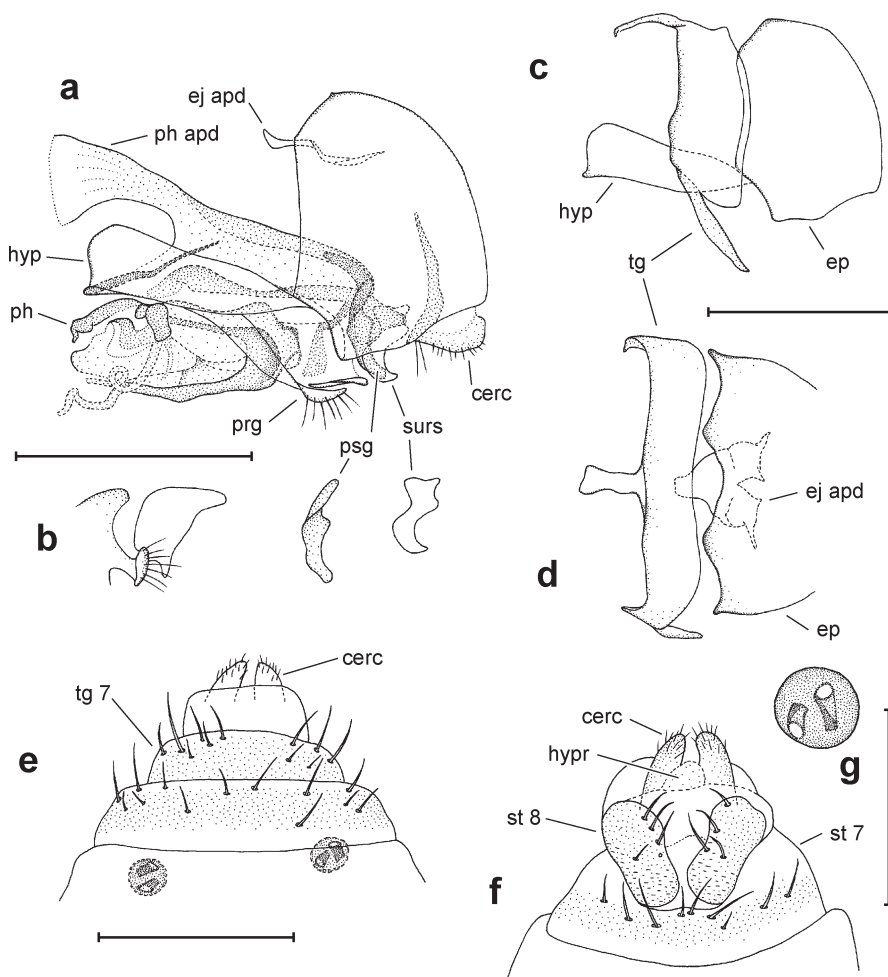 a
ej apd
ph apd
hyp
ph
prg
psg
surs
cerc
b
c
hyp
tg
ep
d
ej apd
ep
e
tg 7
cerc
f
cerc
hypr
st 8
st 7
g